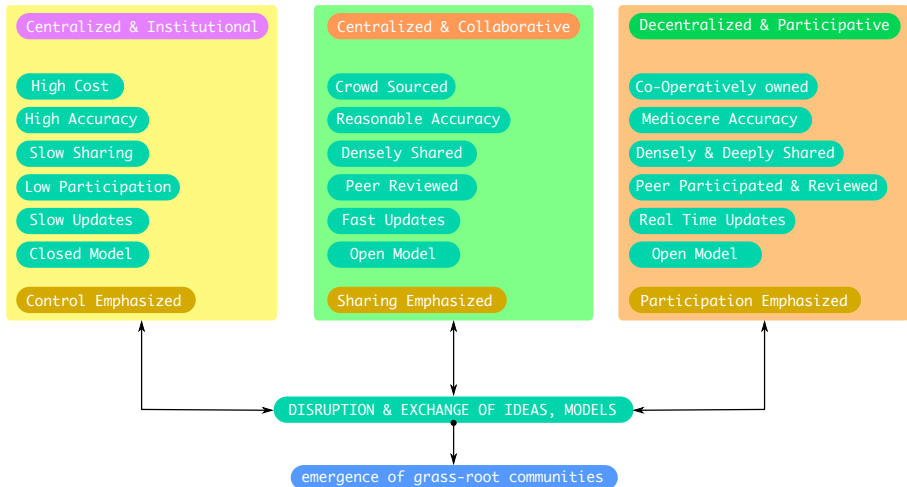 Centralized & Institutional
High Cost
High Accuracy
Slow Sharing
Low Participation
Slow Updates
Closed Model
Control Emphasized
Centralized & Collaborative
Crowd Sourced
Reasonable Accuracy
Densely Shared
Peer Reviewed
Fast Updates
Open Model
Sharing Emphasized
Decentralized & Participative
Co-Operatively owned
Mediocere Accuracy
Densely & Deeply Shared
Peer Participated & Reviewed
Real Time Updates
Open Model
Participation Emphasized
DISRUPTION & EXCHANGE OF IDEAS, MODELS
emergence of grass-root communities